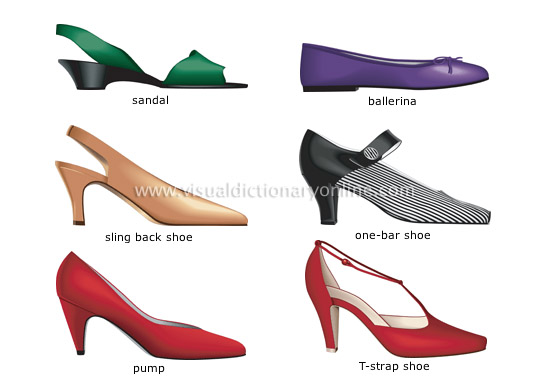 sandal
ballerina
www.visualdictionaryonline.com
sling back shoe
one-bar shoe
pump
T-strap shoe